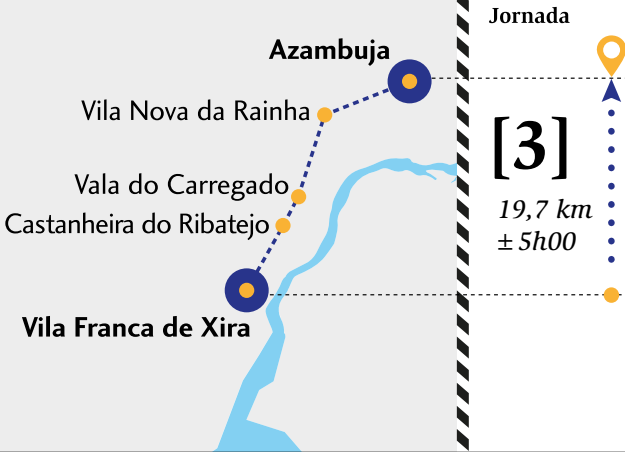 Jornada
Azambuja
Vila Nova da Rainha
Vala do Carregado
Castanheira do Ribatejo
Vila Franca de Xira
[3]
19,7 km
± 5h00